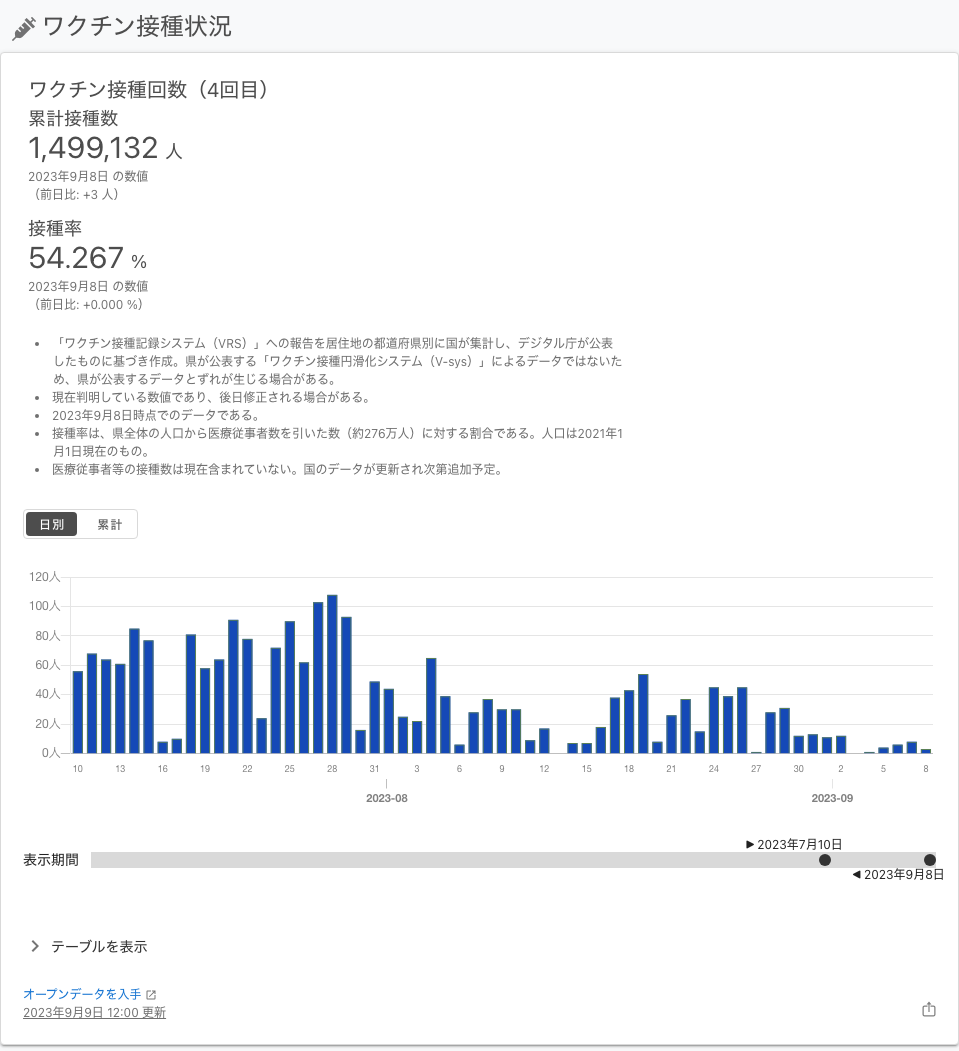 ワクチン接種状況
ワクチン接種回数（4回目）
累計接種数
1,499,132 人
2023年9月8日 の数値
（前日比: +3 人）
接種率
54.267 %
2023年9月8日 の数値
（前日比: +0.000 %）
• 「ワクチン接種記録システム（VRS）」への報告を居住地の都道府県別に国が集計し、デジタル庁が公表
したものに基づき作成。県が公表する「ワクチン接種円滑化システム（V-sys）」によるデータではないた
め、県が公表するデータとずれが生じる場合がある。
• 現在判明している数値であり、後日修正される場合がある。
• 2023年9月8日時点でのデータである。
• 接種率は、県全体の人口から医療従事者数を引いた数（約276万人）に対する割合である。人口は2021年1
月1日現在のもの。
• 医療従事者等の接種数は現在含まれていない。国のデータが更新され次第追加予定。
日別 累計
120人
100人
80人
60人
40人
20人
0人
10 13 16 19 22 25 28 31 3 6 9 12 15 18 21 24 27 30 2 5 8
2023-08 2023-09
▶ 2023年7月10日
表示期間
◀ 2023年9月8日
テーブルを表示
オープンデータを入手
2023年9月9日 12:00 更新